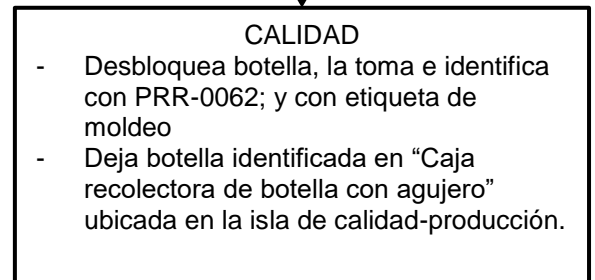 CALIDAD
- Desbloquea botella, la toma e identifica
con PRR-0062; y con etiqueta de
moldeo
- Deja botella identificada en “Caja
recolectora de botella con agujero”
ubicada en la isla de calidad-producción.